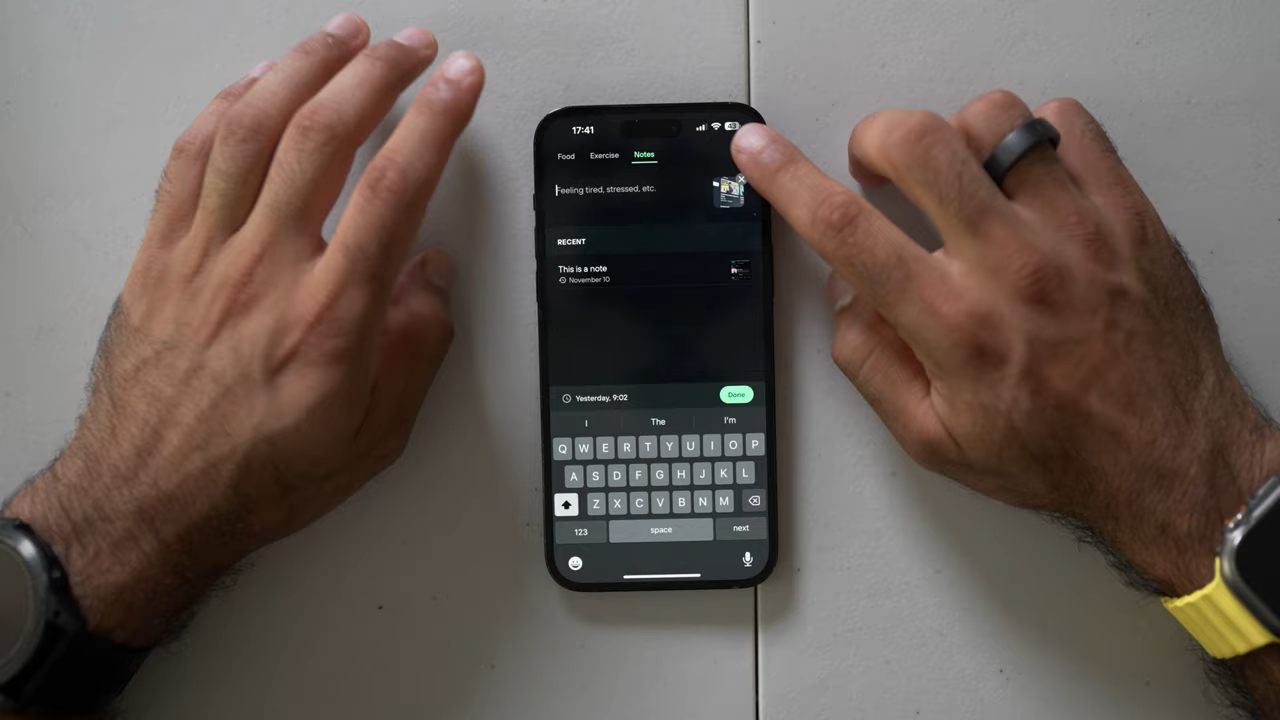 17:41
43
Food Exercise Notes
Feeling tired, stressed, etc.
RECENT
This is a note
November 10
Yesterday, 9:02
Done
I The I'm
Q W E R T Y U I O P
A S D F G H J K L
Z X C V B N M
123 space next